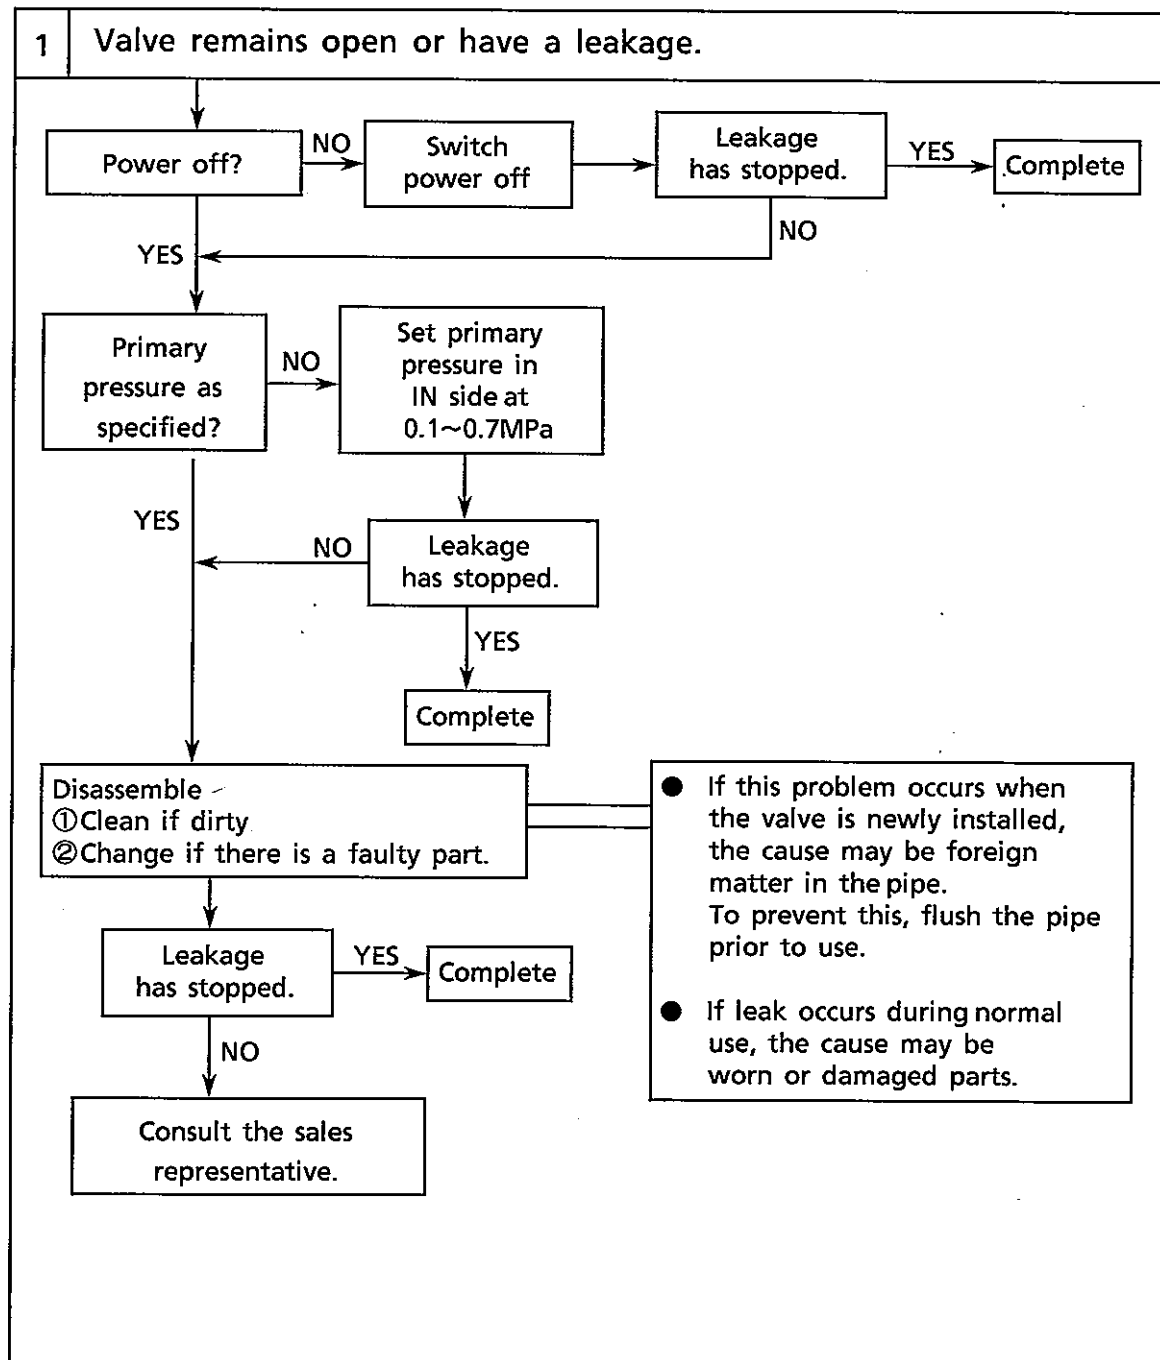 1 Valve remains open or have a leakage.
Power off?
NO
Switch
power off
Leakage
has stopped.
YES
Complete
NO
YES
Primary
pressure as
specified?
NO
Set primary
pressure in
IN side at
0.1~0.7MPa
YES
NO
Leakage
has stopped.
YES
Complete
Disassemble
①Clean if dirty
②Change if there is a faulty part.
● If this problem occurs when
the valve is newly installed,
the cause may be foreign
matter in the pipe.
To prevent this, flush the pipe
prior to use.
● If leak occurs during normal
use, the cause may be
worn or damaged parts.
Leakage
has stopped.
YES
Complete
NO
Consult the sales
representative.